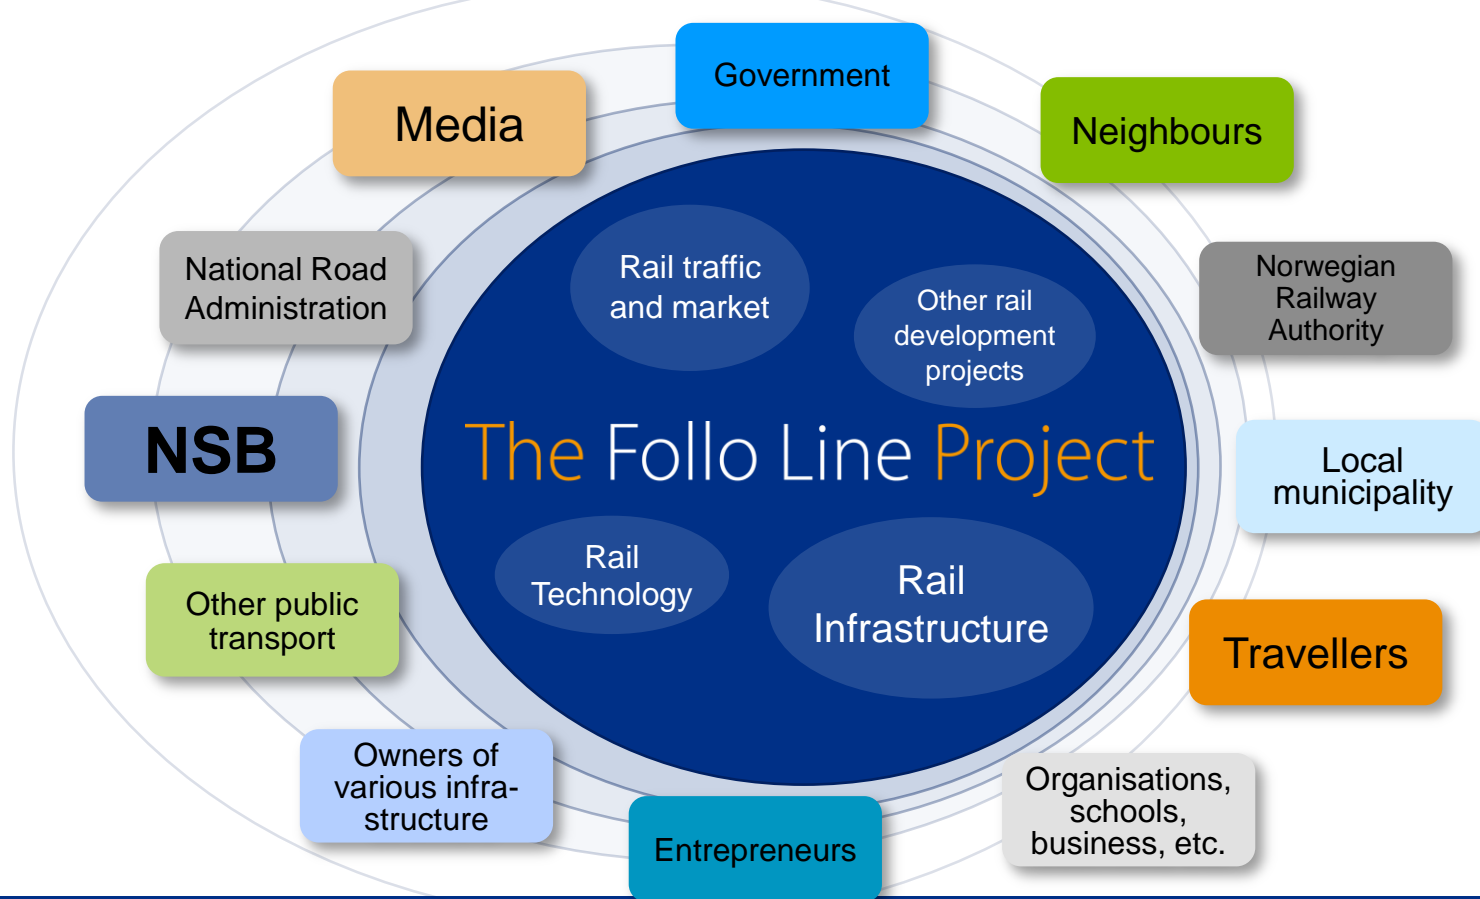 Government
Media
Neighbours
National Road
Administration
Rail traffic
and market
Other rail
development
projects
Norwegian
Railway
Authority
NSB
The Follo Line Project
Local
municipality
Rail
Technology
Rail
Infrastructure
Other public
transport
Travellers
Owners of
various infra-
structure
Entrepreneurs
Organisations,
schools,
business, etc.